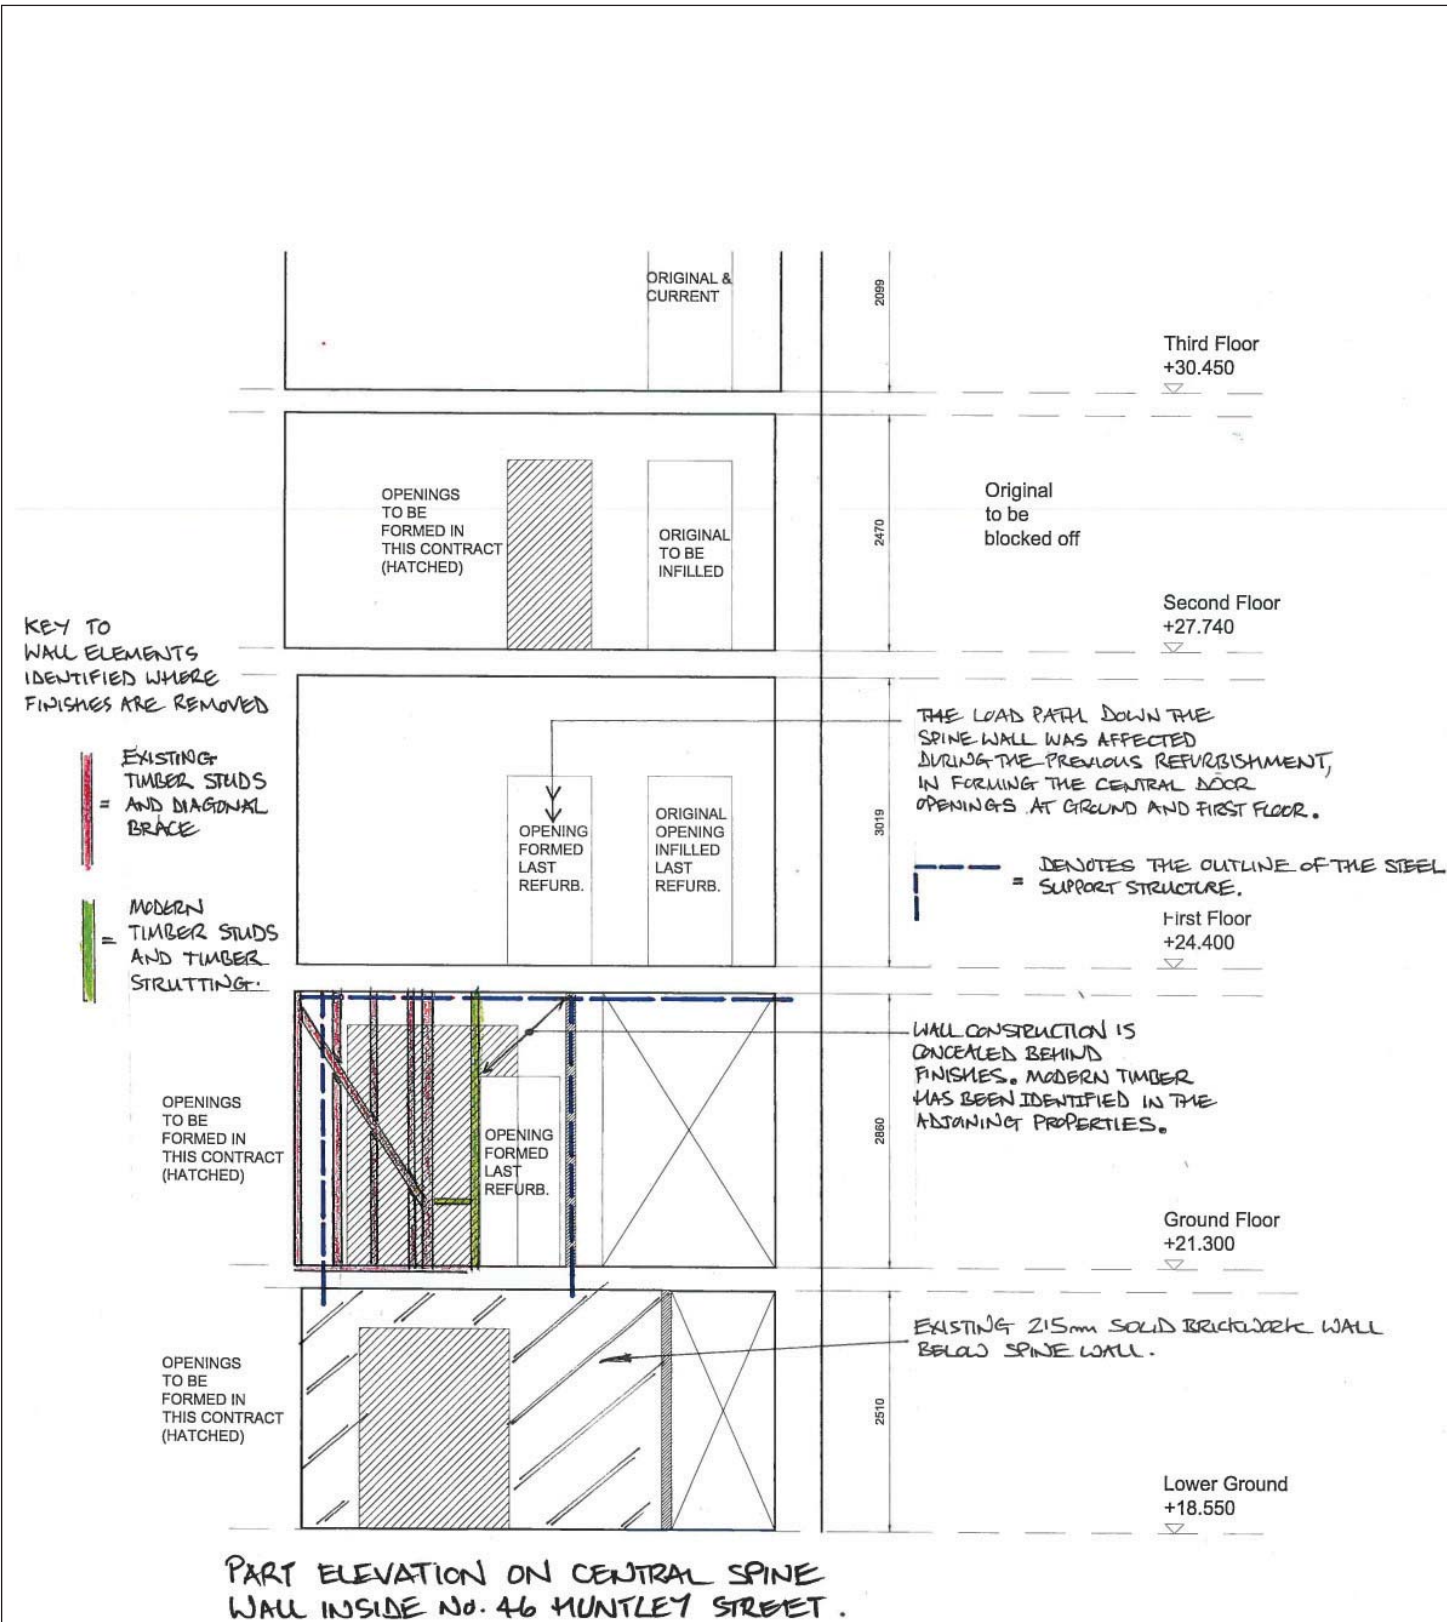 ORIGINAL &
CURRENT
2099
Third Floor
+30.450
OPENINGS
TO BE
FORMED IN
THIS CONTRACT
(HATCHED)
ORIGINAL
TO BE
INFILLED
2470
Original
to be
blocked off
Second Floor
+27.740
KEY TO
WALL ELEMENTS
IDENTIFIED WHERE
FINISHES ARE REMOVED
= EXISTING
TIMBER STUDS
AND DIAGONAL
BRACE
= MODERN
TIMBER STUDS
AND TIMBER
STRUTTING.
OPENING
FORMED
LAST
REFURB.
ORIGINAL
OPENING
INFILLED
LAST
REFURB.
3019
THE LOAD PATH DOWN THE
SPINE WALL WAS AFFECTED
DURING THE PREVIOUS REFURBISHMENT,
IN FORMING THE CENTRAL DOOR
OPENINGS AT GROUND AND FIRST FLOOR.
= DENOTES THE OUTLINE OF THE STEEL
SUPPORT STRUCTURE.
First Floor
+24.400
OPENINGS
TO BE
FORMED IN
THIS CONTRACT
(HATCHED)
OPENING
FORMED
LAST
REFURB.
2860
WALL CONSTRUCTION IS
CONCEALED BEHIND
FINISHES. MODERN TIMBER
HAS BEEN IDENTIFIED IN THE
ADJOINING PROPERTIES.
Ground Floor
+21.300
OPENINGS
TO BE
FORMED IN
THIS CONTRACT
(HATCHED)
2510
EXISTING 215mm SOLID BRICKWORK WALL
BELOW SPINE WALL.
Lower Ground
+18.550
PART ELEVATION ON CENTRAL SPINE
WALL INSIDE No. 46 HUNTLEY STREET.